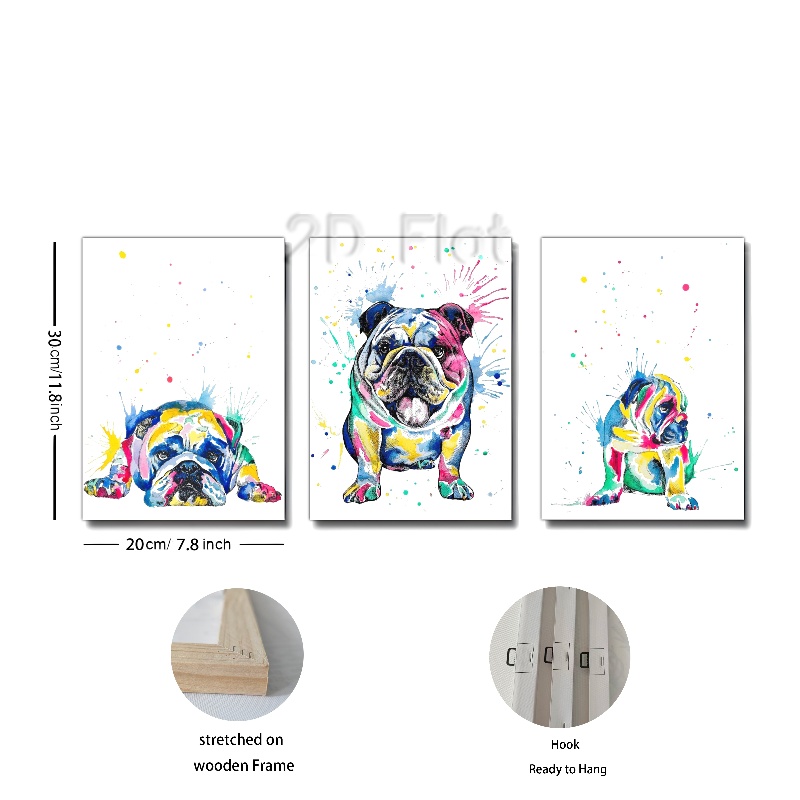 2D Flat
30cm/11.8inch
20cm/ 7.8 inch
stretched on
wooden Frame
Hook
Ready to Hang